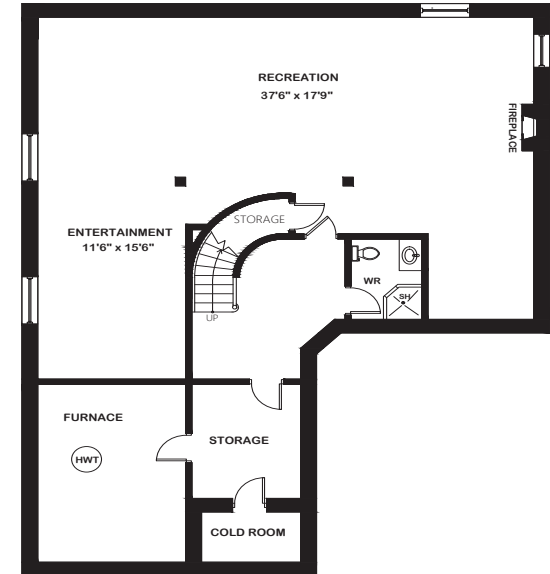 RECREATION
37'6" x 17'9"
FIREPLACE
STORAGE
ENTERTAINMENT
11'6" x 15'6"
WR
SH
UP
FURNACE
HWT
STORAGE
COLD ROOM